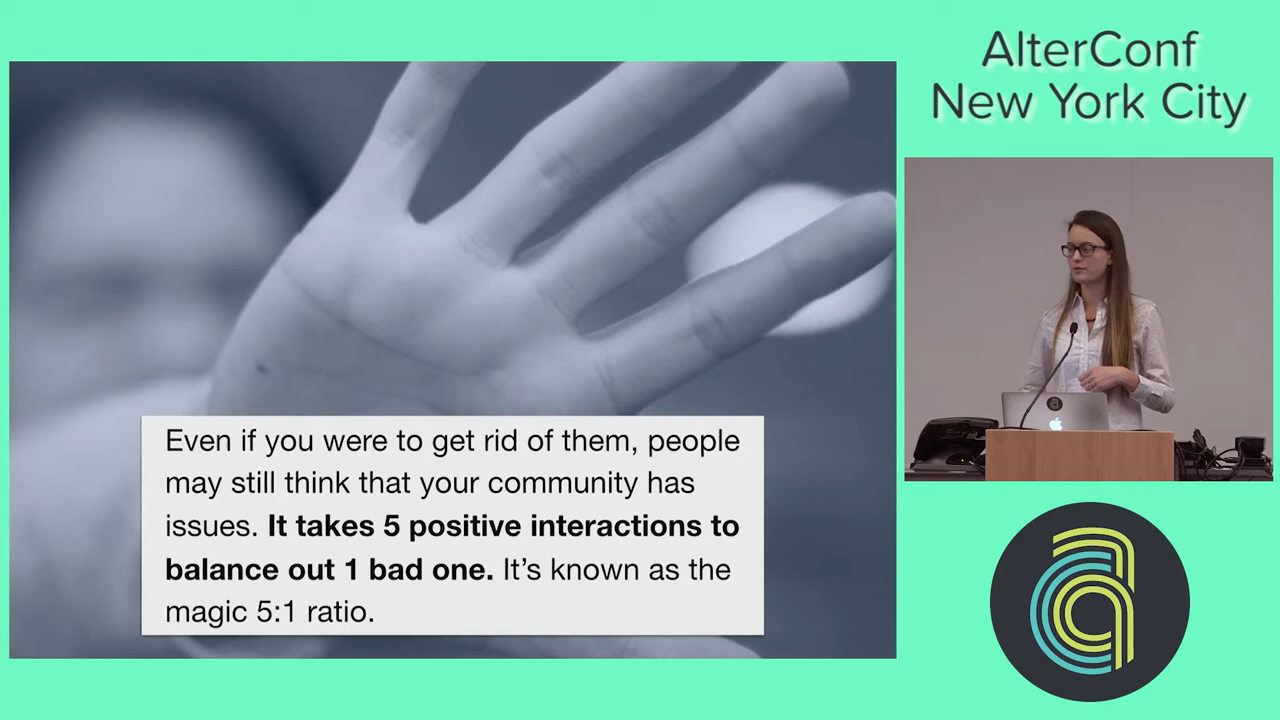 AlterConf
New York City
Even if you were to get rid of them, people
may still think that your community has
issues. It takes 5 positive interactions to
balance out 1 bad one. It’s known as the
magic 5:1 ratio.